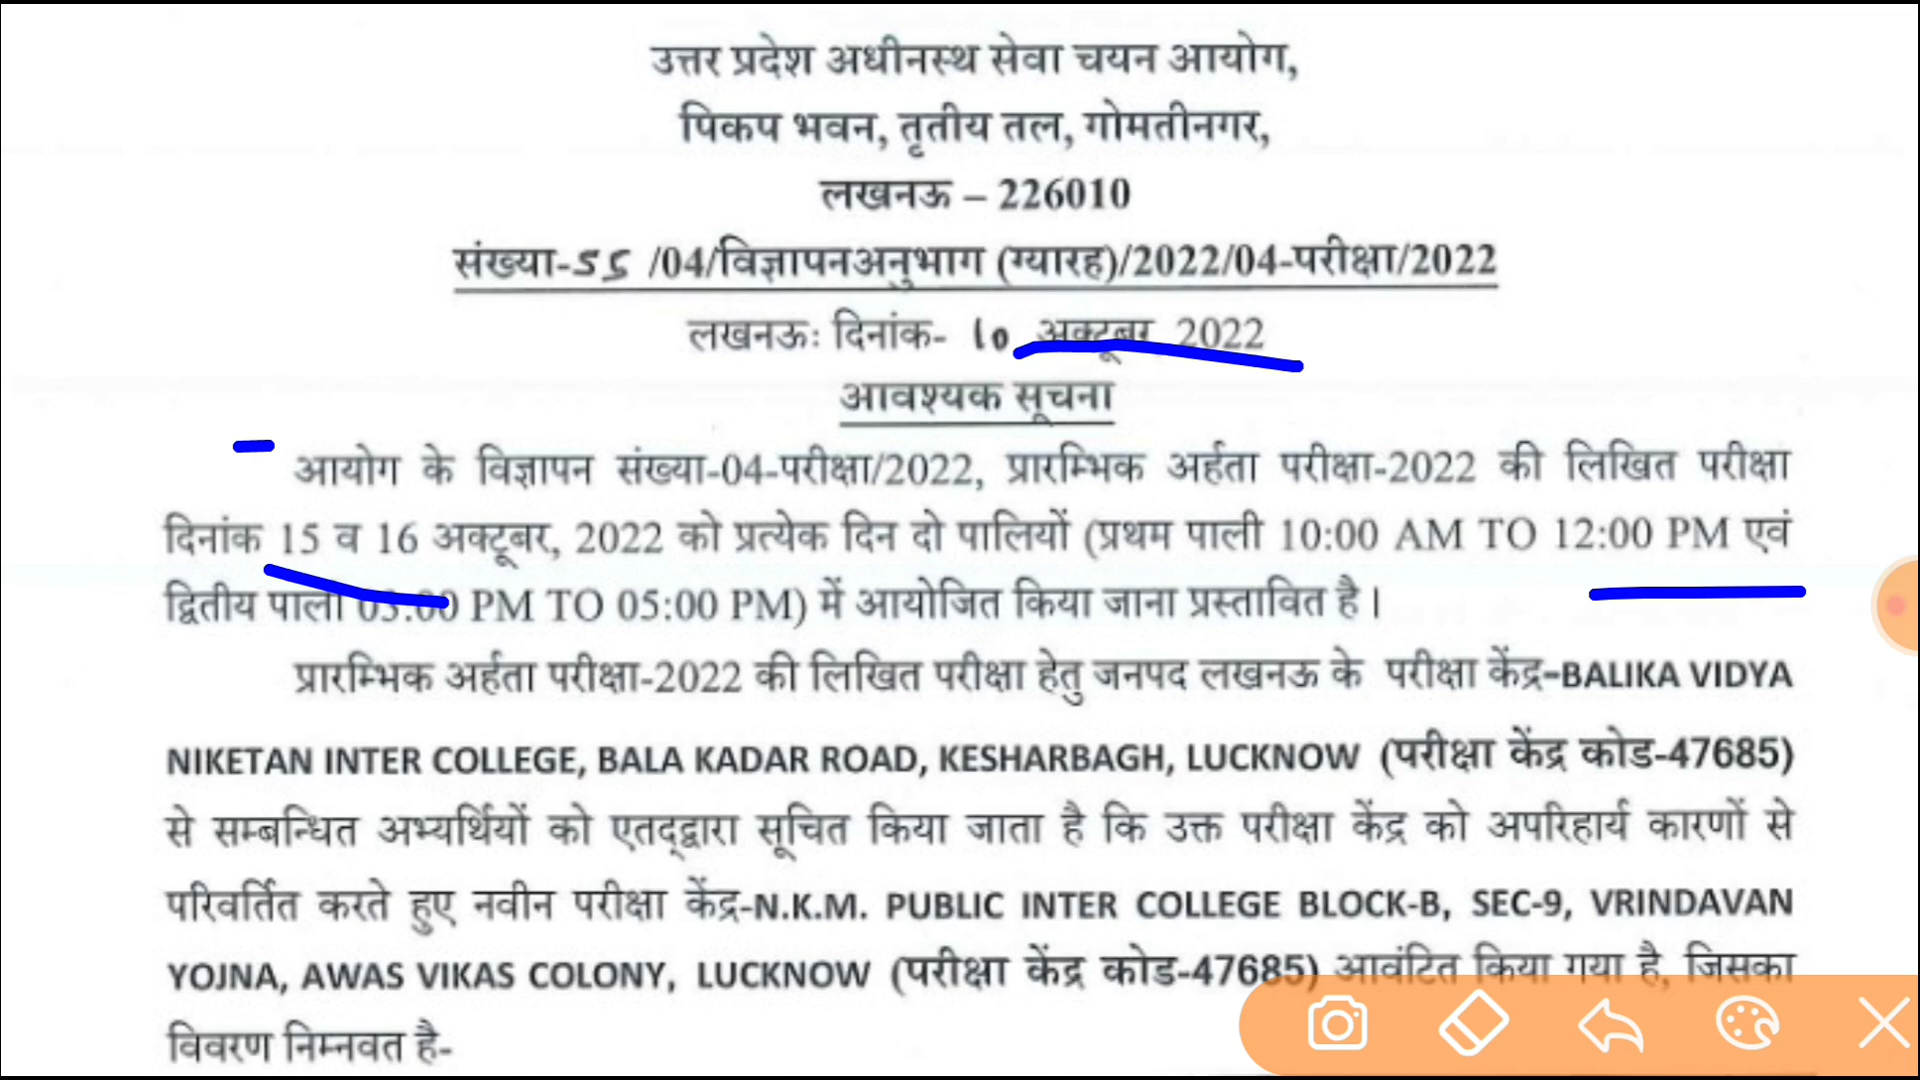 उत्तर प्रदेश अधीनस्थ सेवा चयन आयोग,
पिकप भवन, तृतीय तल, गोमतीनगर,
लखनऊ – 226010
संख्या-55 /04/विज्ञापनअनुभाग (ग्यारह)/2022/04-परीक्षा/2022
लखनऊः दिनांक- 10 अक्टूबर 2022
आवश्यक सूचना
आयोग के विज्ञापन संख्या-04-परीक्षा/2022, प्रारम्भिक अर्हता परीक्षा-2022 की लिखित परीक्षा
दिनांक 15 व 16 अक्टूबर, 2022 को प्रत्येक दिन दो पालियों (प्रथम पाली 10:00 AM TO 12:00 PM एवं
द्वितीय पाली 03:00 PM TO 05:00 PM) में आयोजित किया जाना प्रस्तावित है।
प्रारम्भिक अर्हता परीक्षा-2022 की लिखित परीक्षा हेतु जनपद लखनऊ के परीक्षा केंद्र-BALIKA VIDYA
NIKETAN INTER COLLEGE, BALA KADAR ROAD, KESHARBAGH, LUCKNOW (परीक्षा केंद्र कोड-47685)
से सम्बन्धित अभ्यर्थियों को एतद्द्वारा सूचित किया जाता है कि उक्त परीक्षा केंद्र को अपरिहार्य कारणों से
परिवर्तित करते हुए नवीन परीक्षा केंद्र-N.K.M. PUBLIC INTER COLLEGE BLOCK-B, SEC-9, VRINDAVAN
YOJNA, AWAS VIKAS COLONY, LUCKNOW (परीक्षा केंद्र कोड-47685) आवंटित किया गया है, जिसका
विवरण निम्नवत है-